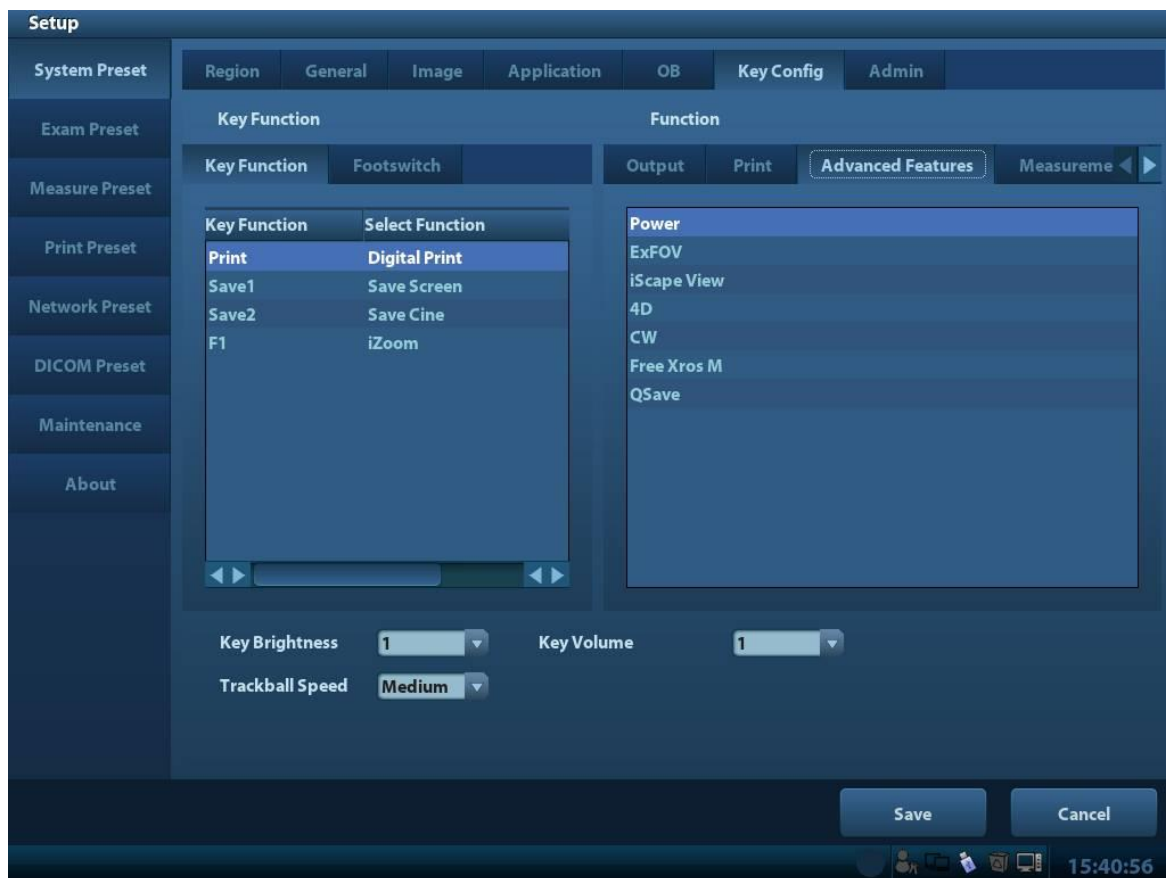 Setup
System Preset
Exam Preset
Measure Preset
Print Preset
Network Preset
DICOM Preset
Maintenance
About
Region General Image Application OB Key Config Admin
Key Function
Key Function Footswitch
Key Function Select Function
Print Digital Print
Save1 Save Screen
Save2 Save Cine
F1 iZoom
Function
Output Print Advanced Features Measureme
Power
ExFOV
iScape View
4D
CW
Free Xros M
QSave
Key Brightness 1 Key Volume 1
Trackball Speed Medium
Save Cancel
15:40:56